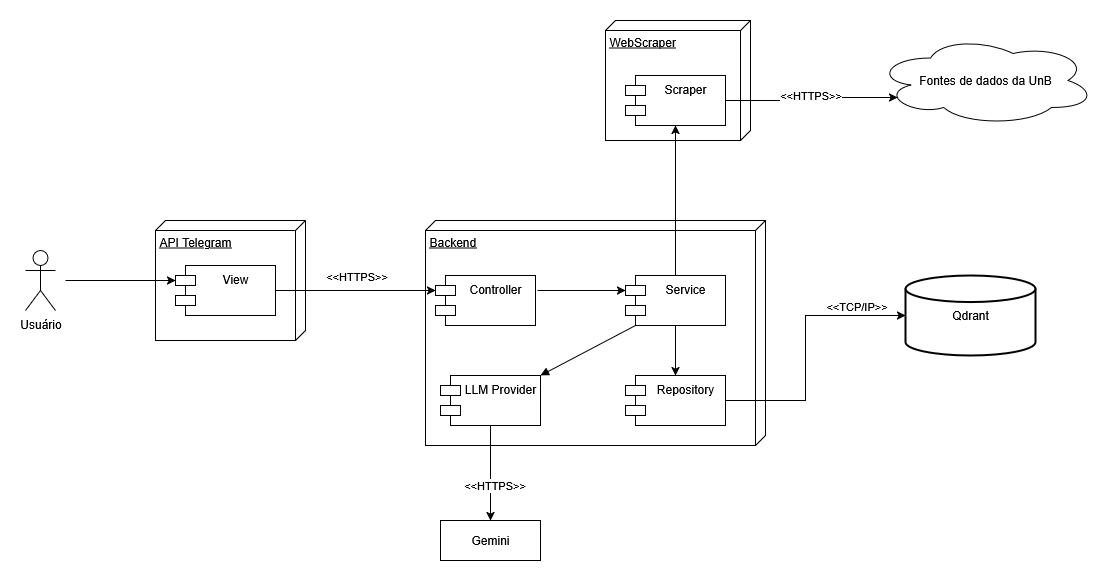 WebScraper
Scraper
<<HTTPS>>
Fontes de dados da UnB
API Telegram
View
<<HTTPS>>
Usuário
Backend
Controller
Service
LLM Provider
Repository
<<TCP/IP>>
Qdrant
<<HTTPS>>
Gemini